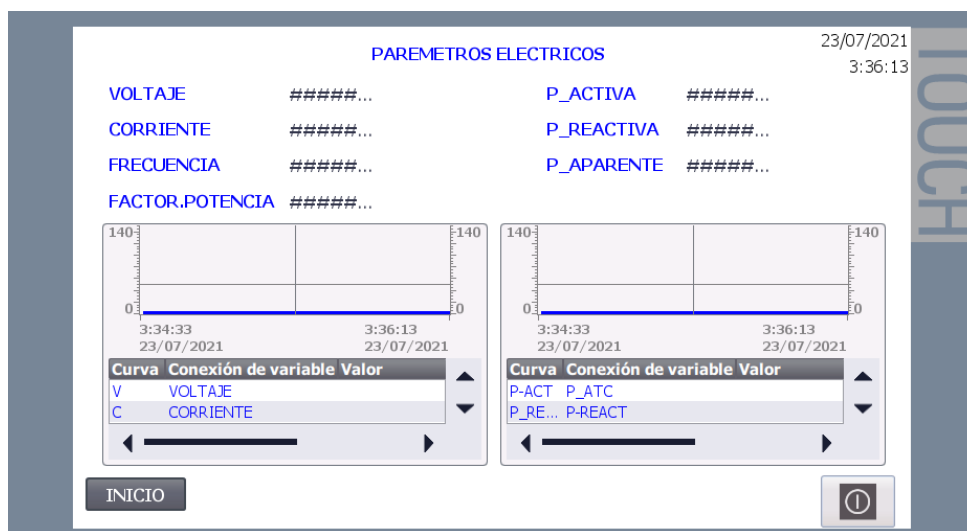 PAREMETROS ELECTRICOS
23/07/2021
3:36:13
TOUCH
VOLTAJE #####...
P_ACTIVA #####...
CORRIENTE #####...
P_REACTIVA #####...
FRECUENCIA #####...
P_APARENTE #####...
FACTOR.POTENCIA #####...
140 140
0 0
3:34:33 3:36:13
23/07/2021 23/07/2021
Curva Conexión de variable Valor
V VOLTAJE
C CORRIENTE
140 140
0 0
3:34:33 3:36:13
23/07/2021 23/07/2021
Curva Conexión de variable Valor
P-ACT P_ATC
P_RE... P-REACT
INICIO